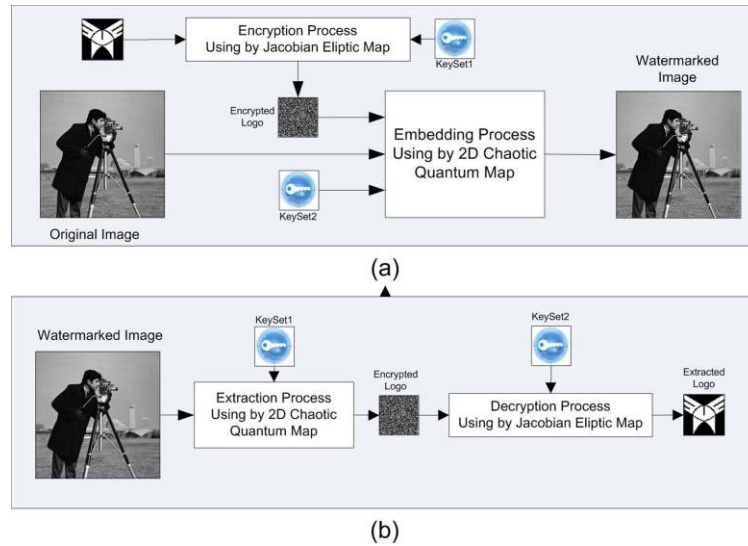 Encryption Process
Using by Jacobian Eliptic Map
KeySet1
Watermarked
Image
Encrypted
Logo
Embedding Process
Using by 2D Chaotic
Quantum Map
KeySet2
Original Image
(a)
Watermarked Image
KeySet1
KeySet2
Extraction Process
Using by 2D Chaotic
Quantum Map
Encrypted
Logo
Decryption Process
Using by Jacobian Eliptic Map
Extracted
Logo
(b)